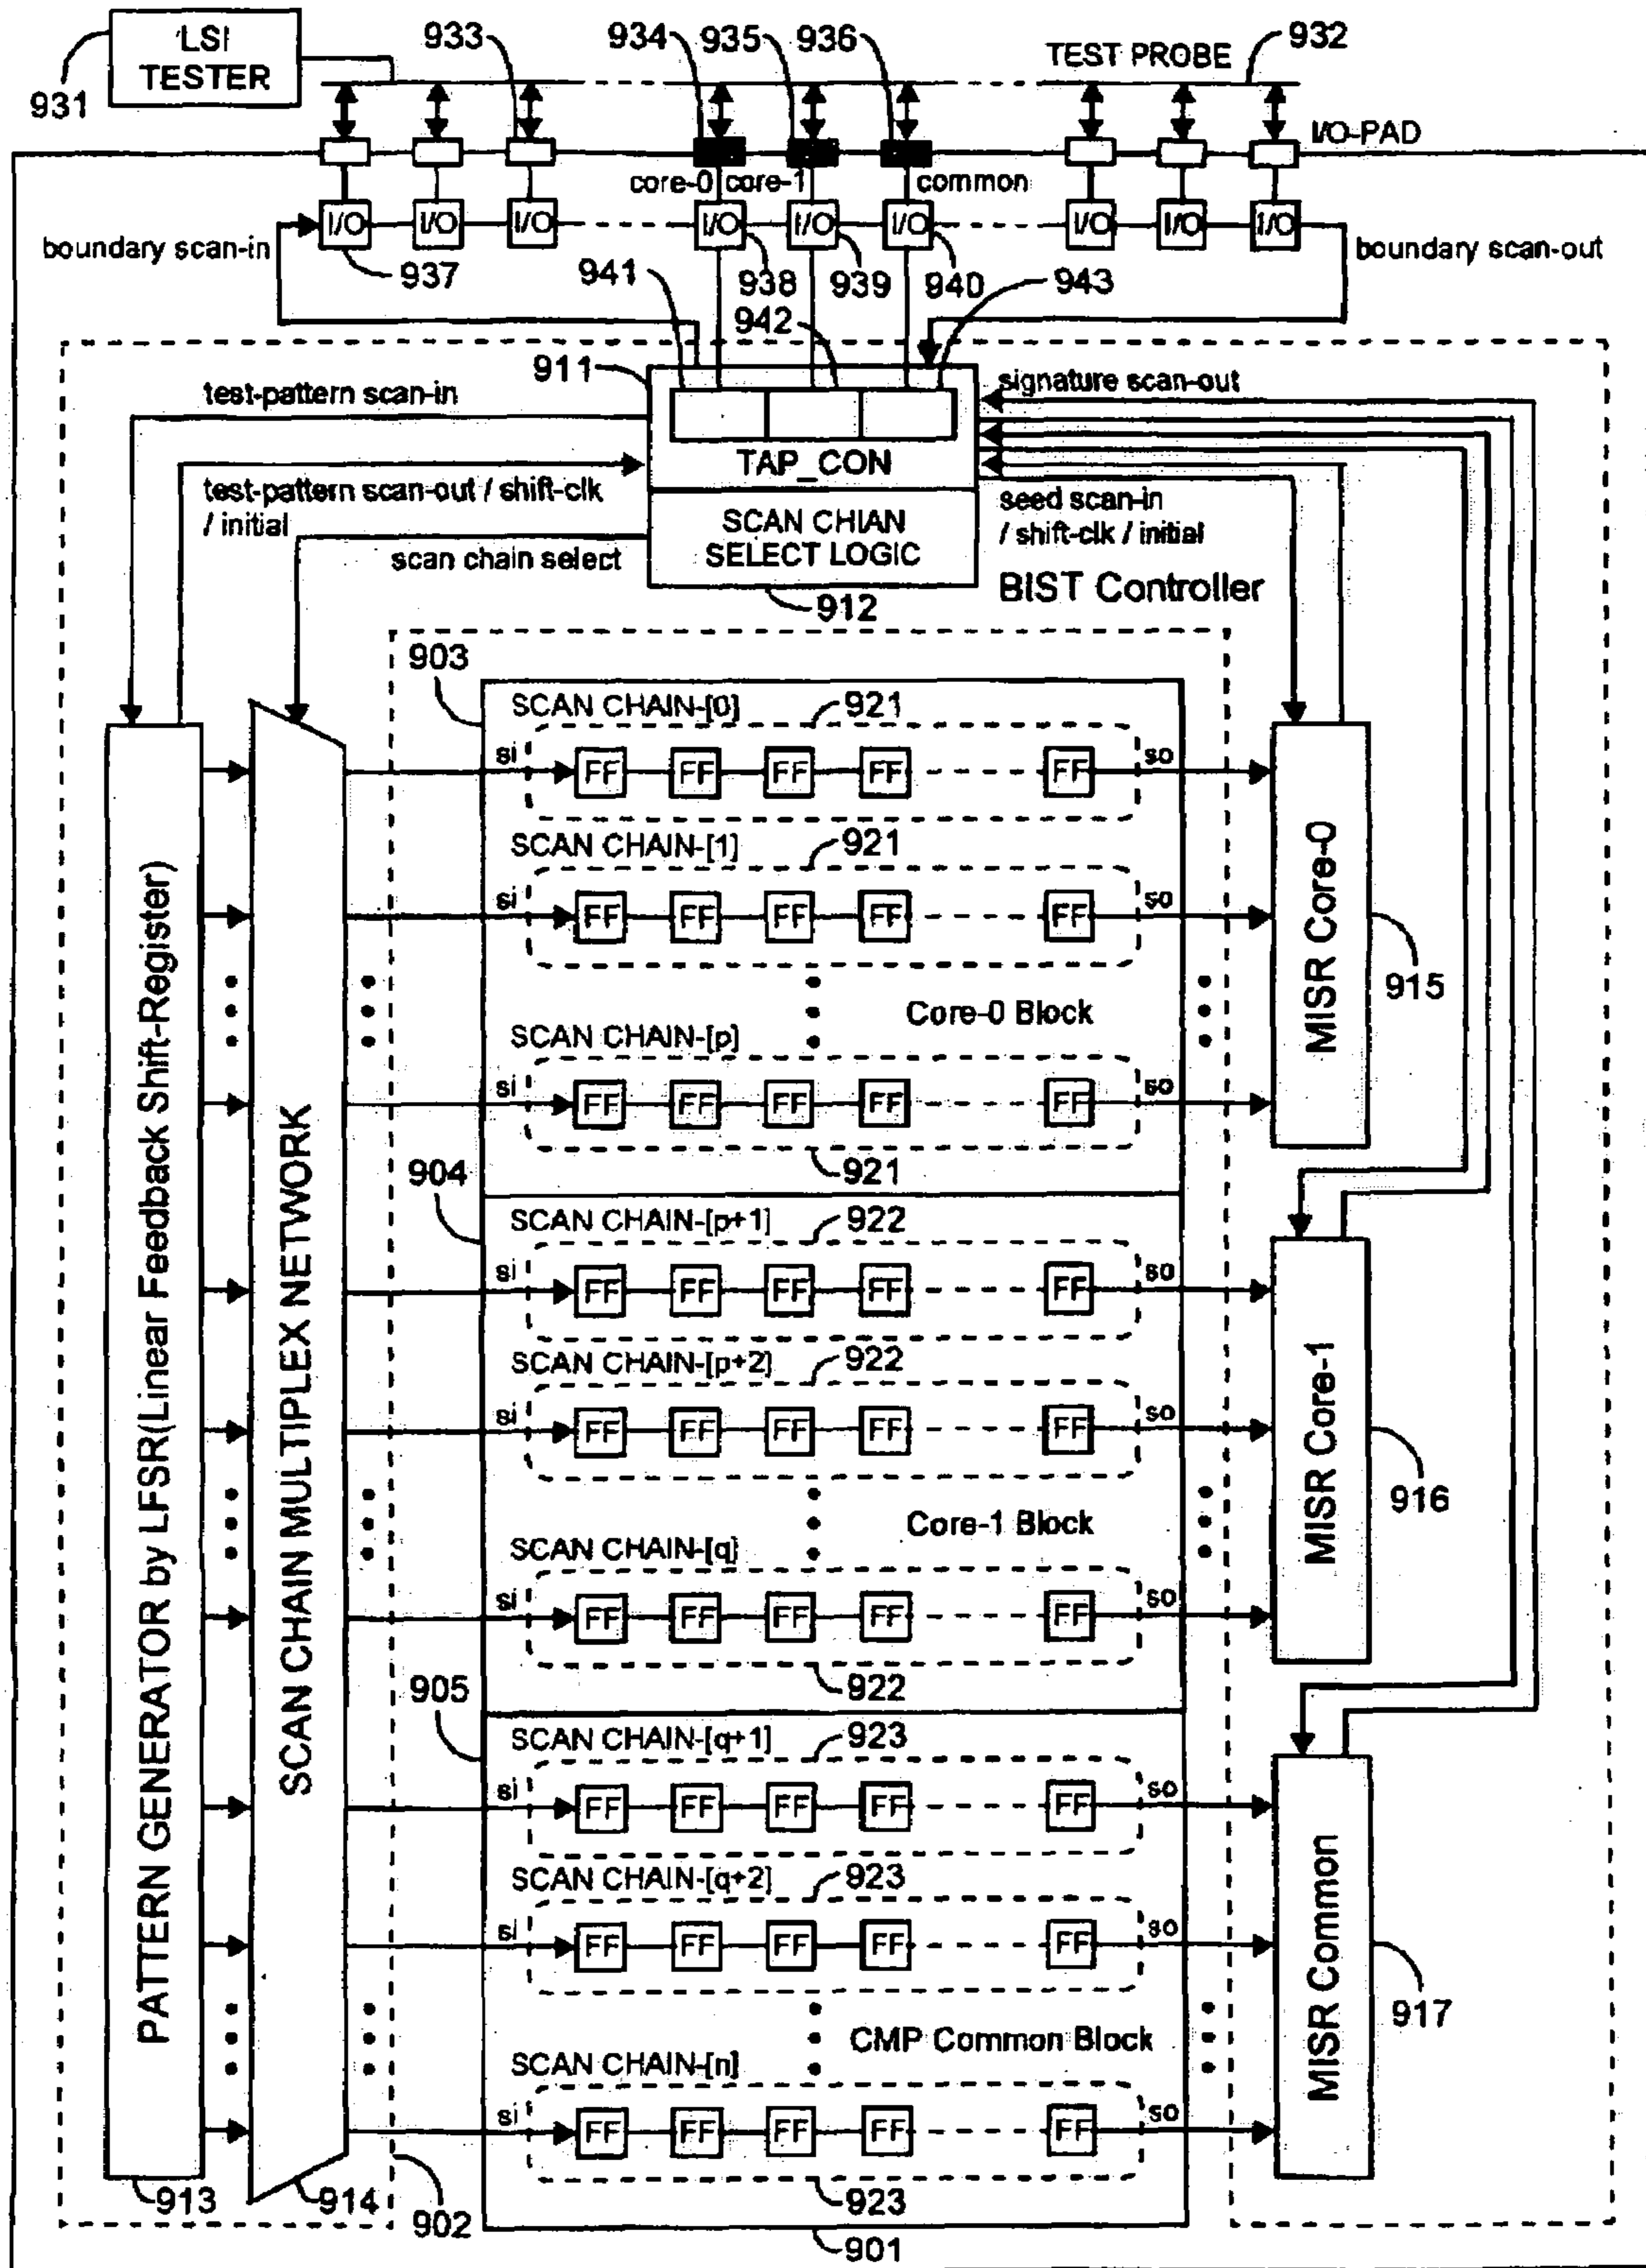 LSI
TESTER
931
933
934
935
936
TEST PROBE
932
I/O-PAD
core-0
core-1
common
I/O
I/O
I/O
I/O
I/O
I/O
I/O
I/O
I/O
boundary scan-in
937
938
939
940
boundary scan-out
941
942
943
911
test-pattern scan-in
signature scan-out
TAP_CON
test-pattern scan-out / shift-clk
/ initial
seed scan-in
/ shift-clk / initial
SCAN CHIAN
SELECT LOGIC
scan chain select
912
BIST Controller
903
SCAN CHAIN-[0]
921
si
FF
FF
FF
FF
FF
so
SCAN CHAIN-[1]
921
si
FF
FF
FF
FF
FF
so
Core-0 Block
SCAN CHAIN-[p]
si
FF
FF
FF
FF
FF
so
921
MISR Core-0
915
904
SCAN CHAIN-[p+1]
922
si
FF
FF
FF
FF
FF
so
SCAN CHAIN-[p+2]
922
si
FF
FF
FF
FF
FF
so
Core-1 Block
SCAN CHAIN-[q]
si
FF
FF
FF
FF
FF
so
922
MISR Core-1
916
905
SCAN CHAIN-[q+1]
923
si
FF
FF
FF
FF
FF
so
SCAN CHAIN-[q+2]
923
si
FF
FF
FF
FF
FF
so
CMP Common Block
SCAN CHAIN-[n]
si
FF
FF
FF
FF
FF
so
923
MISR Common
917
PATTERN GENERATOR by LFSR(Linear Feedback Shift-Register)
SCAN CHAIN MULTIPLEX NETWORK
913
914
902
901